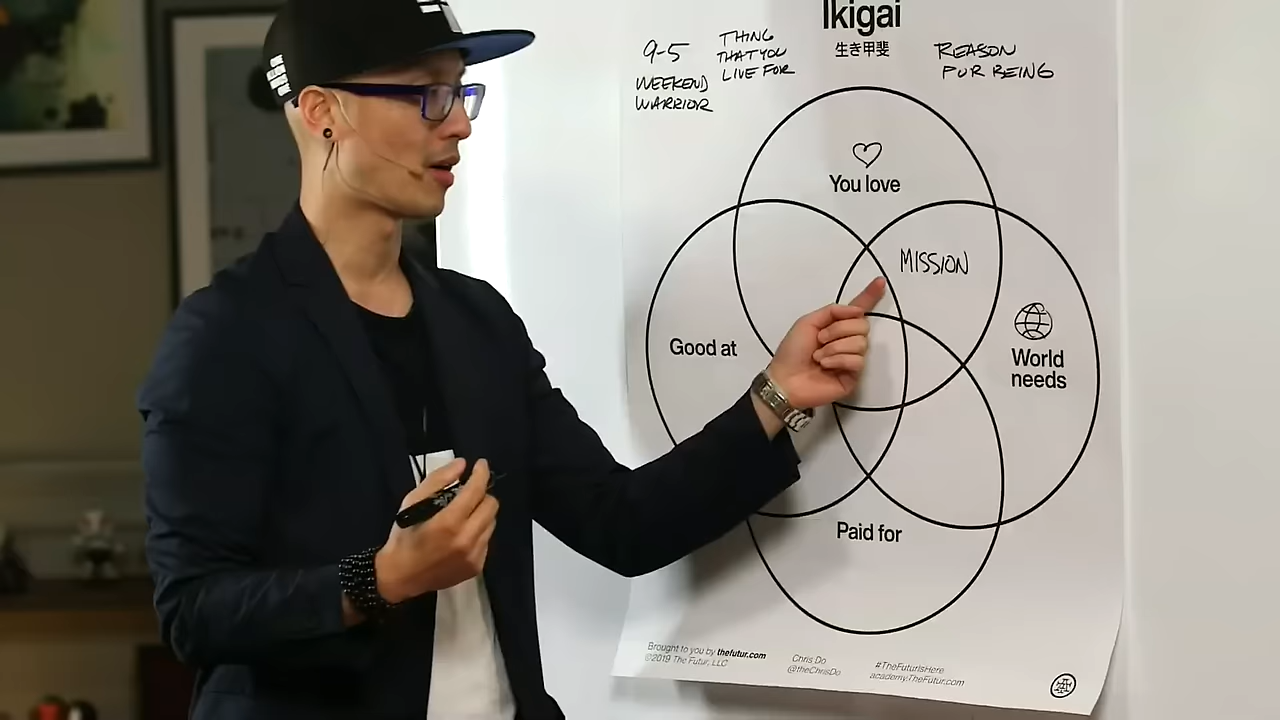 Ikigai
生き甲斐
9-5
WEEKEND
WARRIOR
THING
THAT YOU
LIVE FOR
REASON
PUR BEING
You love
MISSION
Good at
World
needs
Paid for
Brought to you by thefutur.com
©2019 The Futur, LLC
Chris Do
@theChrisDo
#TheFuturIsHere
academy.TheFutur.com